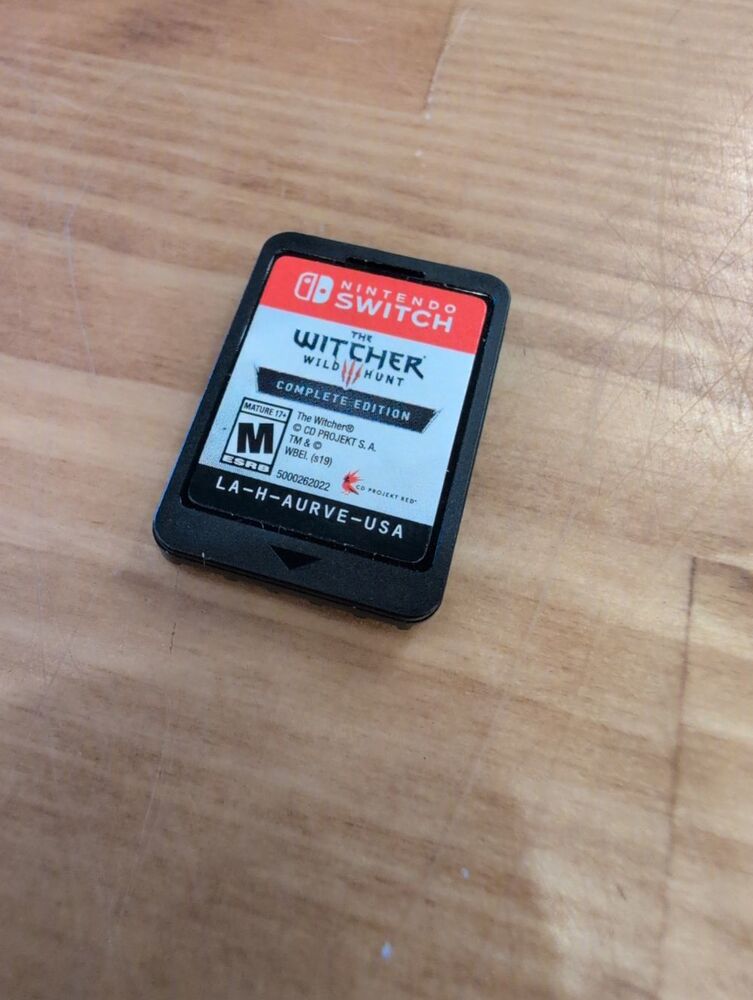 NINTENDO
SWITCH
THE
WITCHER
WILD HUNT
COMPLETE EDITION
MATURE 17+
M
ESRB
The Witcher®
© CD PROJEKT S. A.
TM & ©
WBEI. (s19)
5000262022
CD PROJEKT RED®
LA-H-AURVE-USA